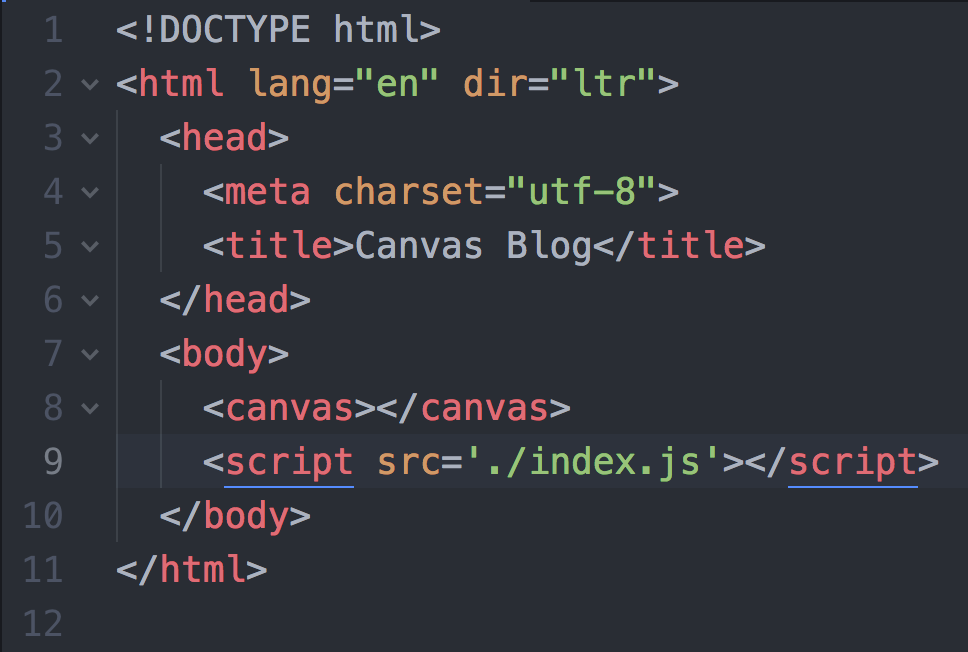 1 <!DOCTYPE html>
2 <html lang="en" dir="ltr">
3 <head>
4 <meta charset="utf-8">
5 <title>Canvas Blog</title>
6 </head>
7 <body>
8 <canvas></canvas>
9 <script src='./index.js'></script>
10 </body>
11 </html>
12